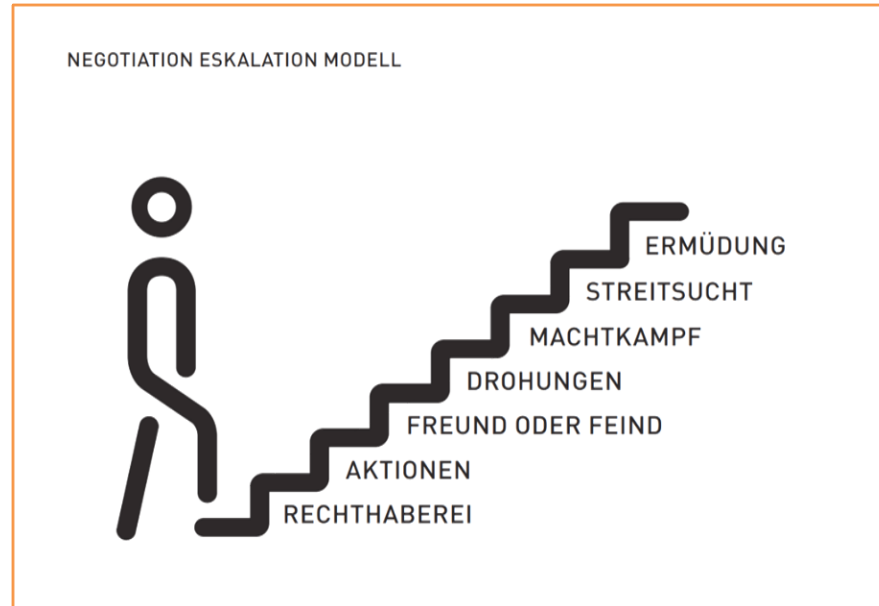 NEGOTIATION ESKALATION MODELL
ERMÜDUNG
STREITSUCHT
MACHTKAMPF
DROHUNGEN
FREUND ODER FEIND
AKTIONEN
RECHTHABEREI